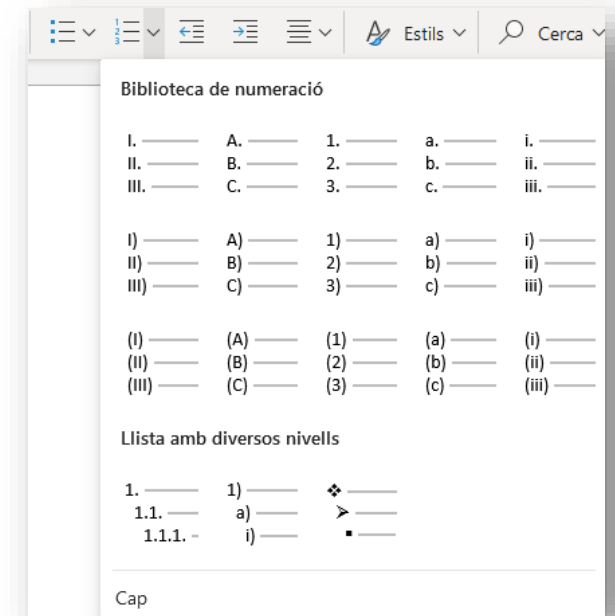 Estils Cerca
Biblioteca de numeració
I. A. 1. a. i.
II. B. 2. b. ii.
III. C. 3. c. iii.
I) A) 1) a) i)
II) B) 2) b) ii)
III) C) 3) c) iii)
(I) (A) (1) (a) (i)
(II) (B) (2) (b) (ii)
(III) (C) (3) (c) (iii)
Llista amb diversos nivells
1. 1) ❖
1.1. a) ➢
1.1.1. i) ▪
Cap